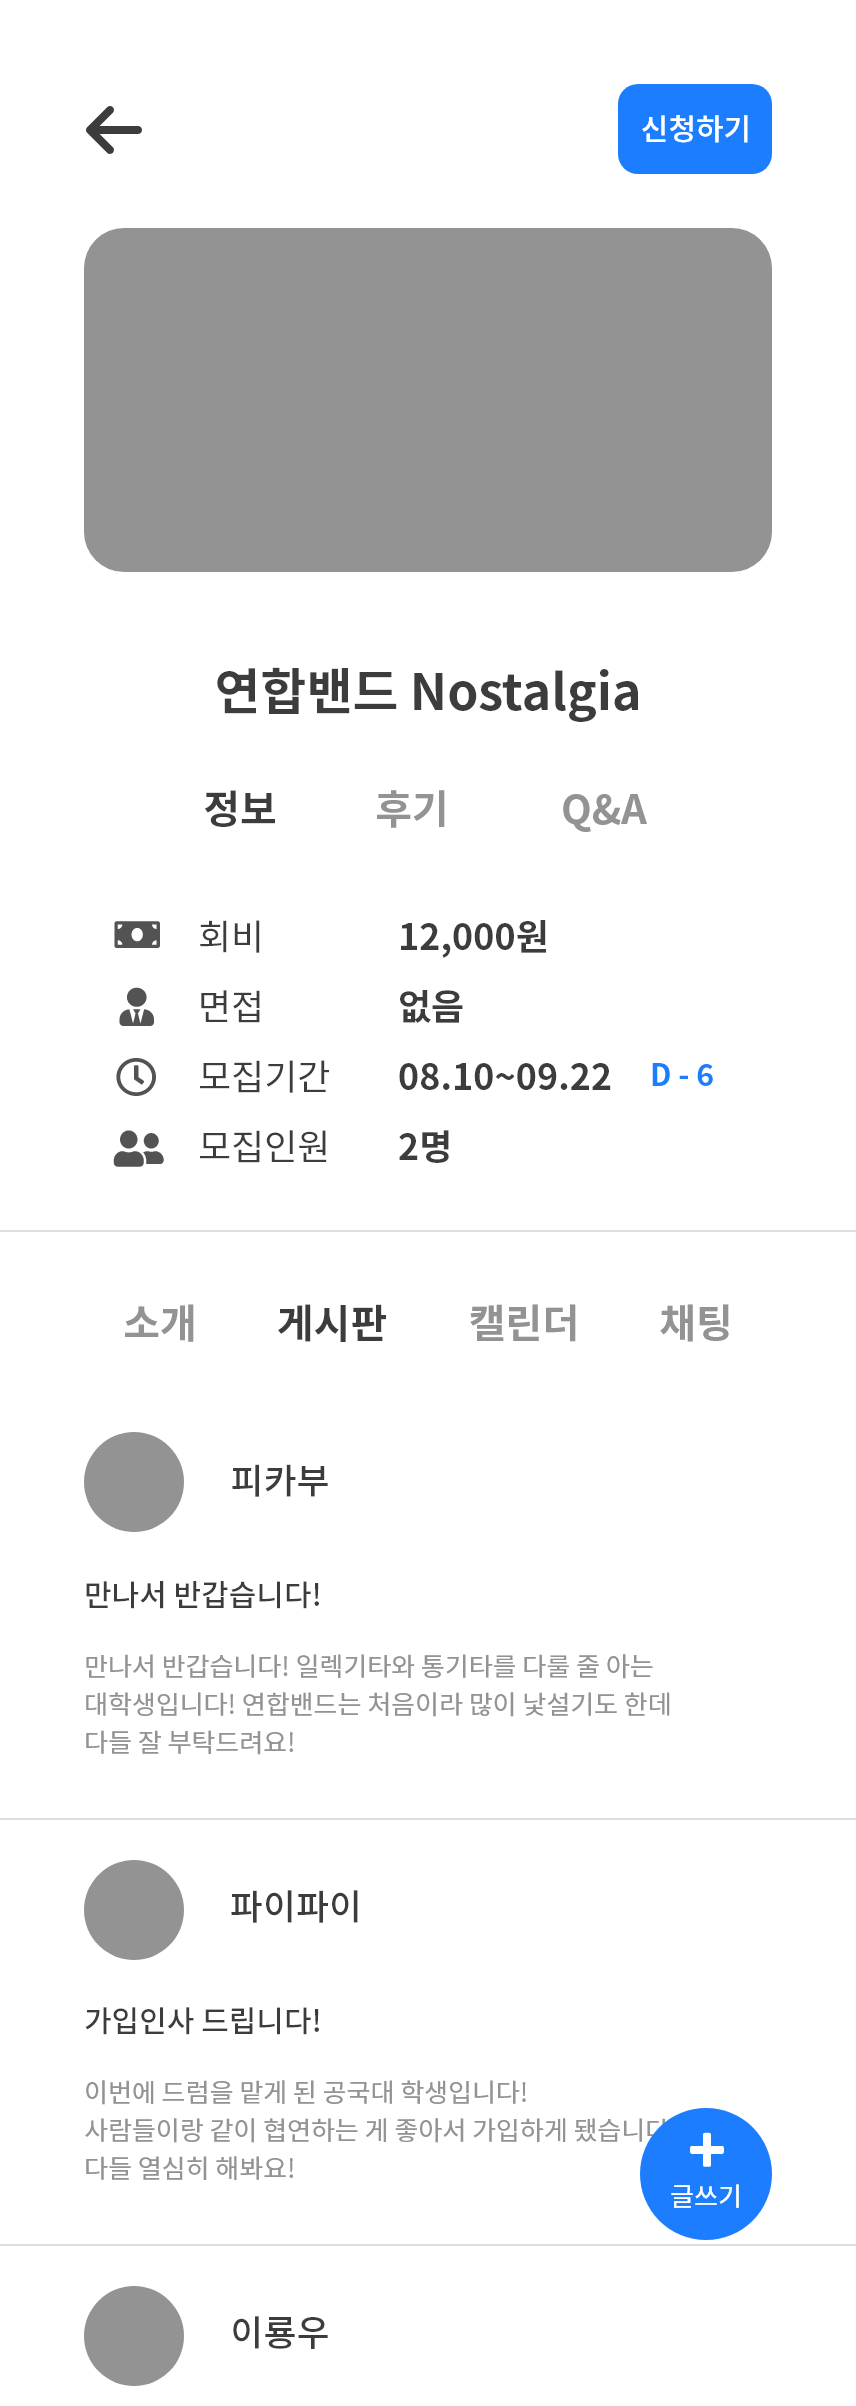 신청하기
연합밴드 Nostalgia
정보 후기 Q&A
회비 12,000원
면접 없음
모집기간 08.10~09.22 D - 6
모집인원 2명
소개 게시판 캘린더 채팅
피카부
만나서 반갑습니다!
만나서 반갑습니다! 일렉기타와 통기타를 다룰 줄 아는
대학생입니다! 연합밴드는 처음이라 많이 낯설기도 한데
다들 잘 부탁드려요!
파이파이
가입인사 드립니다!
이번에 드럼을 맡게 된 공국대 학생입니다!
사람들이랑 같이 협연하는 게 좋아서 가입하게 됐습니다
다들 열심히 해봐요!
글쓰기
이룡우